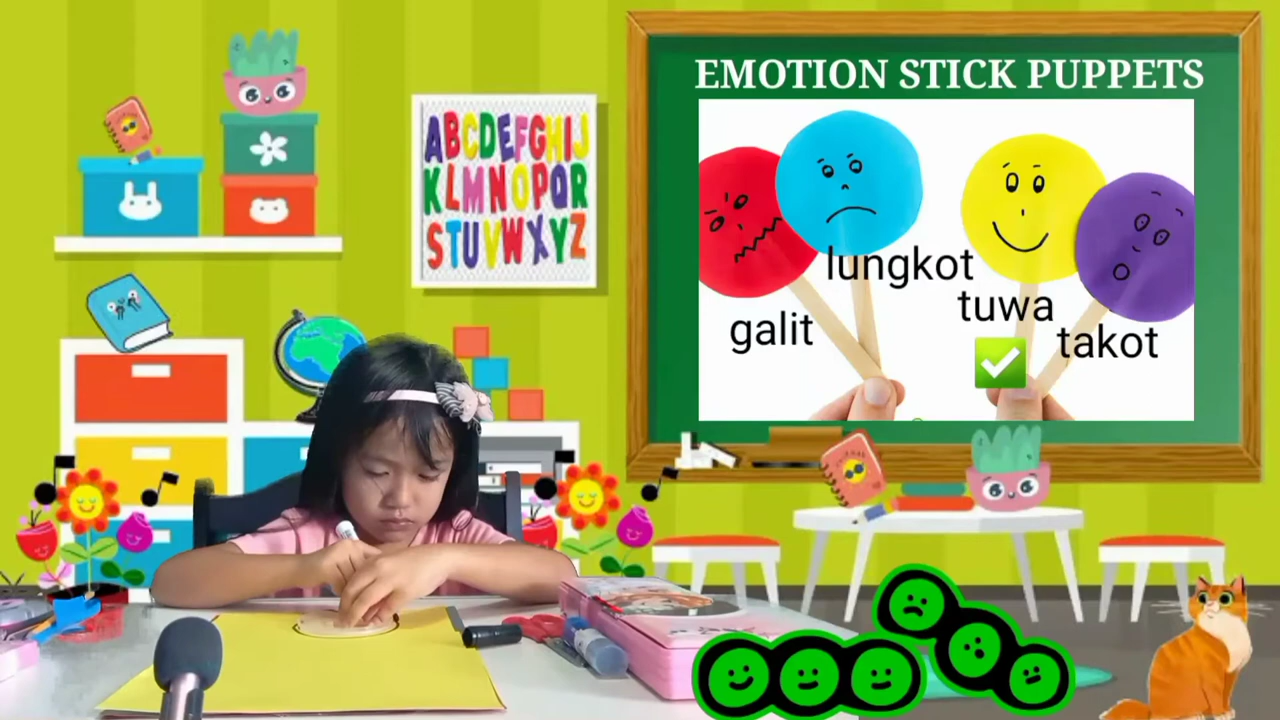 EMOTION STICK PUPPETS
ABCDEFGHIJ
KLMNOPQR
STUVWXYZ
lungkot
tuwa
galit
takot